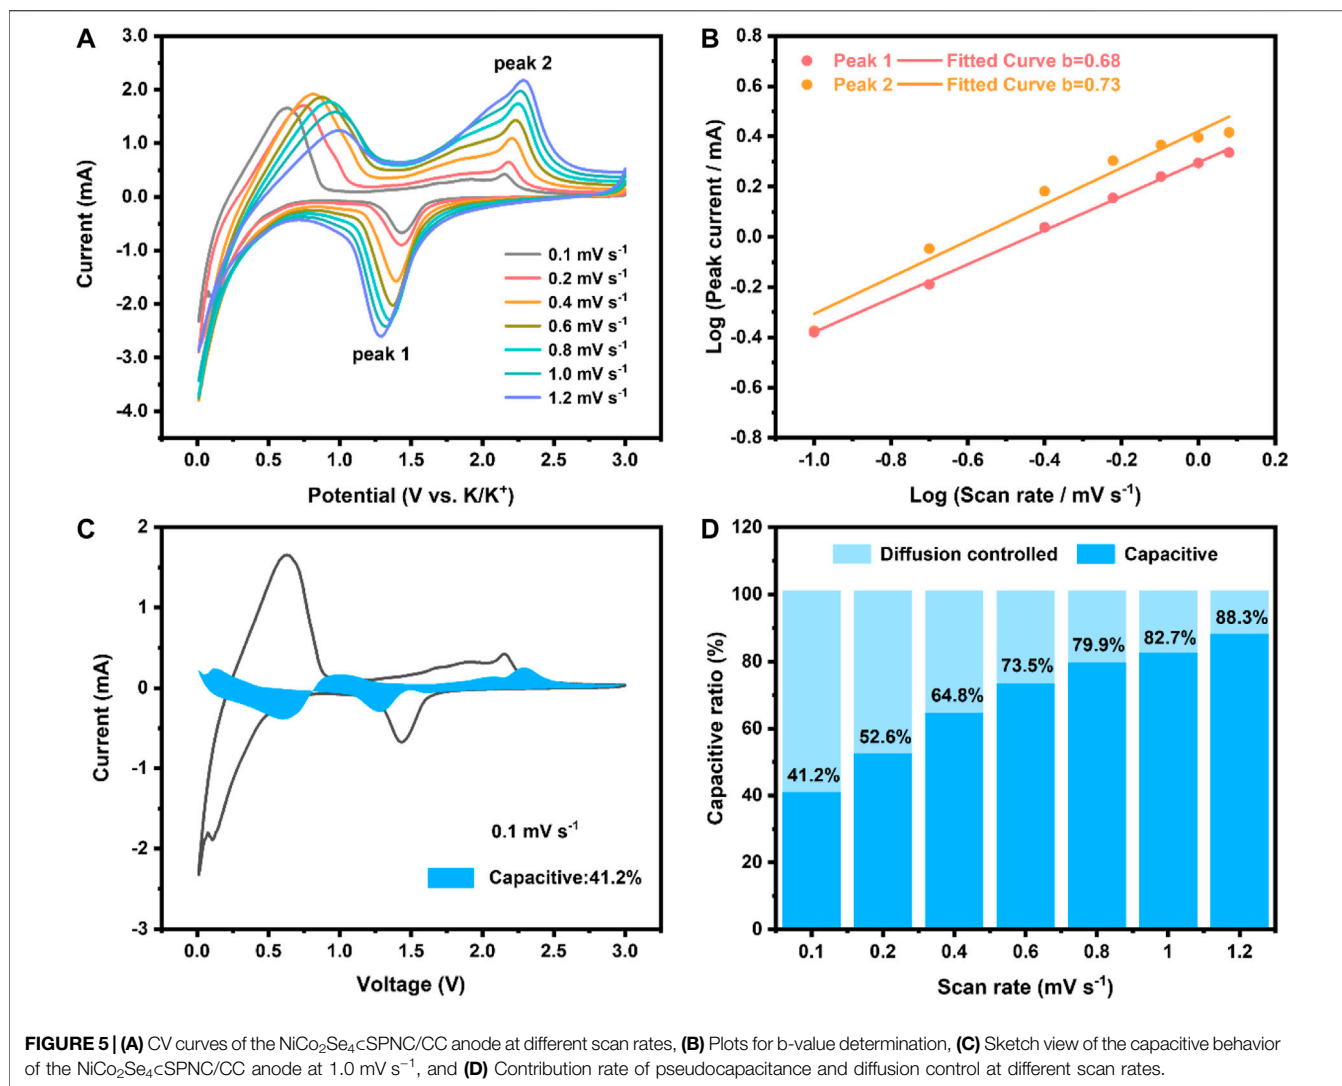 A
3.0
2.0
1.0
0.0
-1.0
-2.0
-3.0
-4.0
Current (mA)
peak 2
peak 1
0.1 mV s⁻¹
0.2 mV s⁻¹
0.4 mV s⁻¹
0.6 mV s⁻¹
0.8 mV s⁻¹
1.0 mV s⁻¹
1.2 mV s⁻¹
0.0 0.5 1.0 1.5 2.0 2.5 3.0
Potential (V vs. K/K⁺)
B
0.8
0.6
0.4
0.2
0.0
-0.2
-0.4
-0.6
-0.8
Log (Peak current / mA)
Peak 1 Fitted Curve b=0.68
Peak 2 Fitted Curve b=0.73
-1.0 -0.8 -0.6 -0.4 -0.2 0.0 0.2
Log (Scan rate / mV s⁻¹)
C
2
1
0
-1
-2
-3
Current (mA)
0.1 mV s⁻¹
Capacitive:41.2%
0.0 0.5 1.0 1.5 2.0 2.5 3.0
Voltage (V)
D
120
100
80
60
40
20
0
Capacitive ratio (%)
Diffusion controlled Capacitive
41.2%
52.6%
64.8%
73.5%
79.9%
82.7%
88.3%
0.1 0.2 0.4 0.6 0.8 1 1.2
Scan rate (mV s⁻¹)
FIGURE 5 | (A) CV curves of the NiCo₂Se₄⊂SPNC/CC anode at different scan rates, (B) Plots for b-value determination, (C) Sketch view of the capacitive behavior
of the NiCo₂Se₄⊂SPNC/CC anode at 1.0 mV s⁻¹, and (D) Contribution rate of pseudocapacitance and diffusion control at different scan rates.